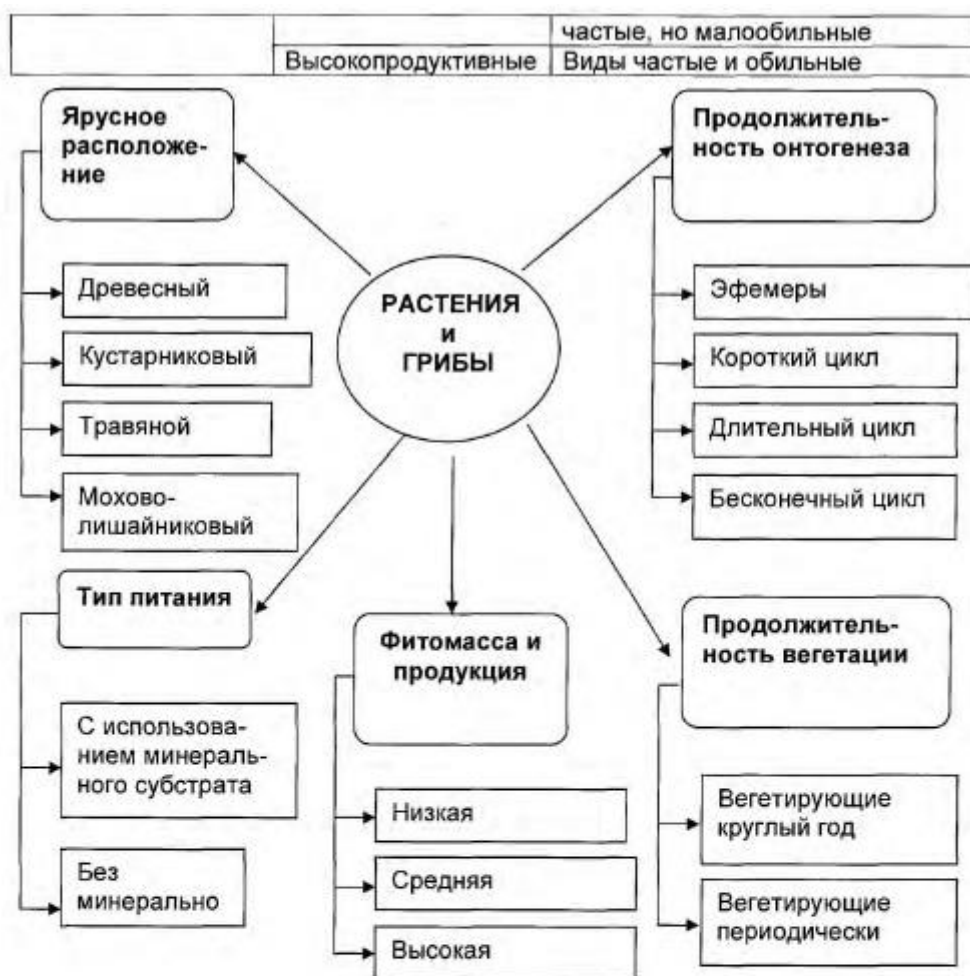 частые, но малообильные
Высокопродуктивные Виды частые и обильные
Ярусное
расположе-
ние
Древесный
Кустарниковый
Травяной
Мохово-
лишайниковый
РАСТЕНИЯ
и
ГРИБЫ
Продолжитель-
ность онтогенеза
Эфемеры
Короткий цикл
Длительный цикл
Бесконечный цикл
Тип питания
С использова-
нием минераль-
ного субстрата
Без
минерально
Фитомасса и
продукция
Низкая
Средняя
Высокая
Продолжитель-
ность вегетации
Вегетирующие
круглый год
Вегетирующие
периодически